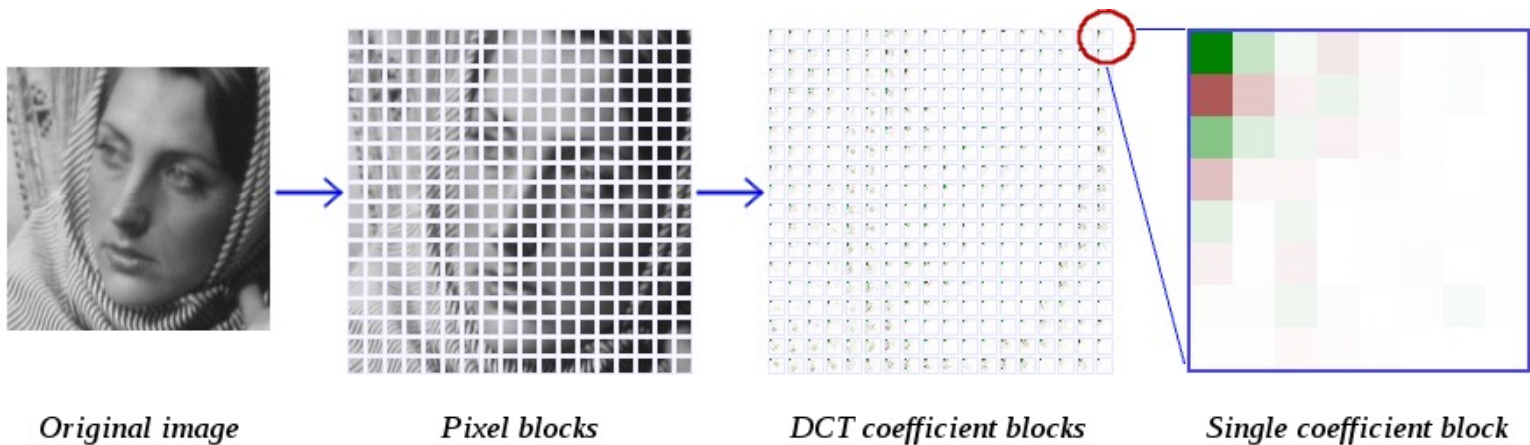 Original image
Pixel blocks
DCT coefficient blocks
Single coefficient block